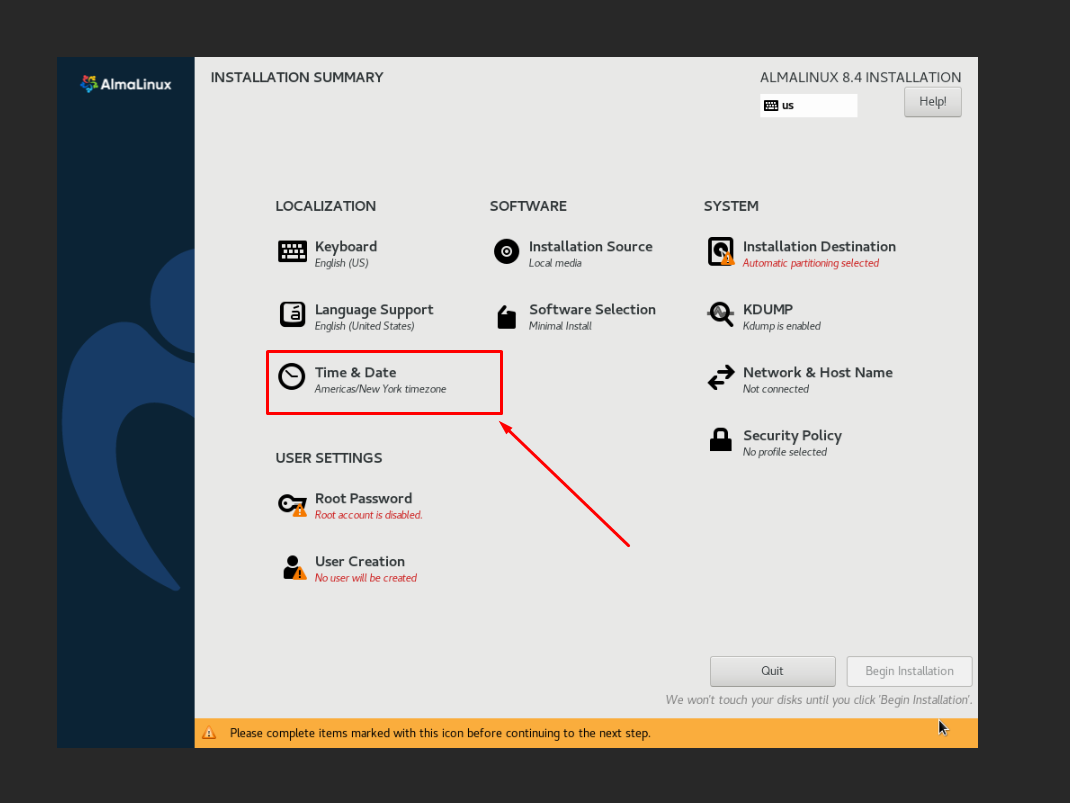 AlmaLinux
INSTALLATION SUMMARY
ALMALINUX 8.4 INSTALLATION
us
Help!
LOCALIZATION
Keyboard
English (US)
Language Support
English (United States)
Time & Date
Americas/New York timezone
USER SETTINGS
Root Password
Root account is disabled.
User Creation
No user will be created
SOFTWARE
Installation Source
Local media
Software Selection
Minimal Install
SYSTEM
Installation Destination
Automatic partitioning selected
KDUMP
Kdump is enabled
Network & Host Name
Not connected
Security Policy
No profile selected
Quit
Begin Installation
We won't touch your disks until you click 'Begin Installation'.
Please complete items marked with this icon before continuing to the next step.